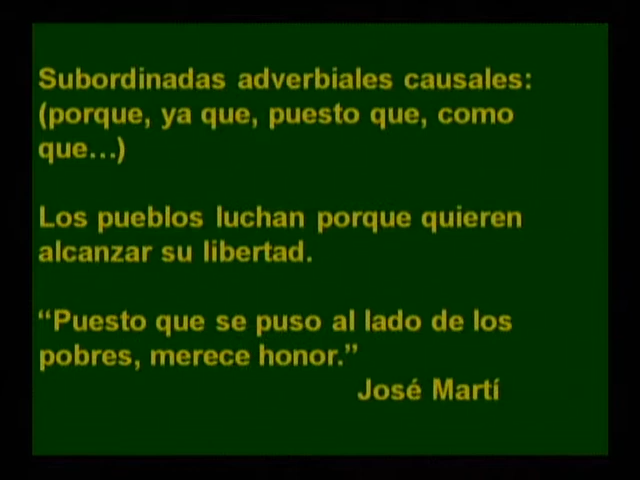 Subordinadas adverbiales causales:
(porque, ya que, puesto que, como
que...)
Los pueblos luchan porque quieren
alcanzar su libertad.
“Puesto que se puso al lado de los
pobres, merece honor.”
José Martí